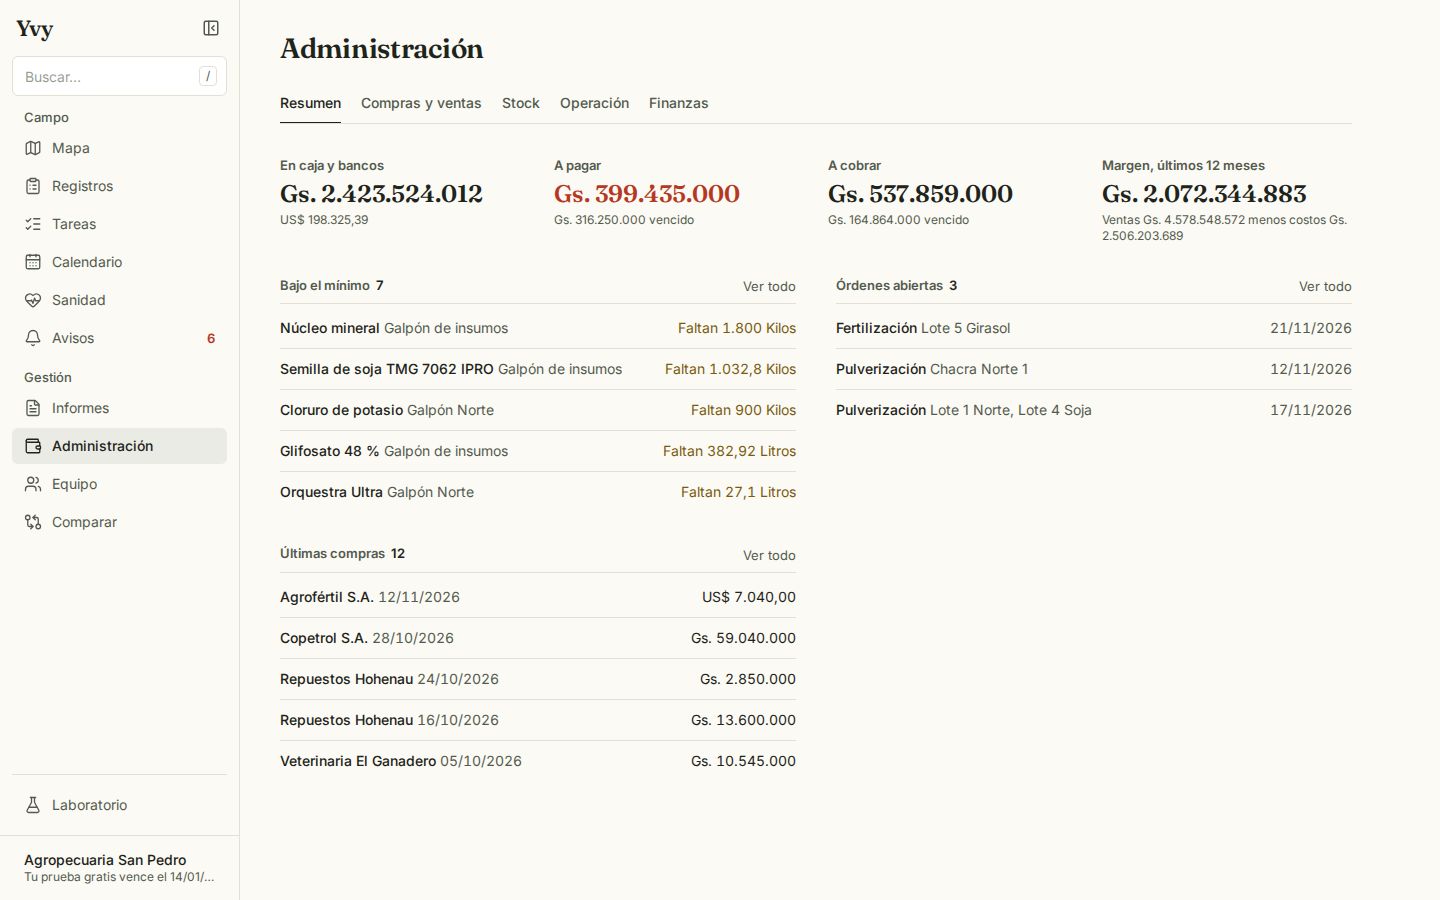 Yvy
Buscar...
/
Campo
Mapa
Registros
Tareas
Calendario
Sanidad
Avisos 6
Gestión
Informes
Administración
Equipo
Comparar
Laboratorio
Agropecuaria San Pedro
Tu prueba gratis vence el 14/01/...
Administración
Resumen Compras y ventas Stock Operación Finanzas
En caja y bancos
Gs. 2.423.524.012
US$ 198.325,39
A pagar
Gs. 399.435.000
Gs. 316.250.000 vencido
A cobrar
Gs. 537.859.000
Gs. 164.864.000 vencido
Margen, últimos 12 meses
Gs. 2.072.344.883
Ventas Gs. 4.578.548.572 menos costos Gs.
2.506.203.689
Bajo el mínimo 7 Ver todo
Núcleo mineral Galpón de insumos Faltan 1.800 Kilos
Semilla de soja TMG 7062 IPRO Galpón de insumos Faltan 1.032,8 Kilos
Cloruro de potasio Galpón Norte Faltan 900 Kilos
Glifosato 48 % Galpón de insumos Faltan 382,92 Litros
Orquestra Ultra Galpón Norte Faltan 27,1 Litros
Órdenes abiertas 3 Ver todo
Fertilización Lote 5 Girasol 21/11/2026
Pulverización Chacra Norte 1 12/11/2026
Pulverización Lote 1 Norte, Lote 4 Soja 17/11/2026
Últimas compras 12 Ver todo
Agrofértil S.A. 12/11/2026 US$ 7.040,00
Copetrol S.A. 28/10/2026 Gs. 59.040.000
Repuestos Hohenau 24/10/2026 Gs. 2.850.000
Repuestos Hohenau 16/10/2026 Gs. 13.600.000
Veterinaria El Ganadero 05/10/2026 Gs. 10.545.000